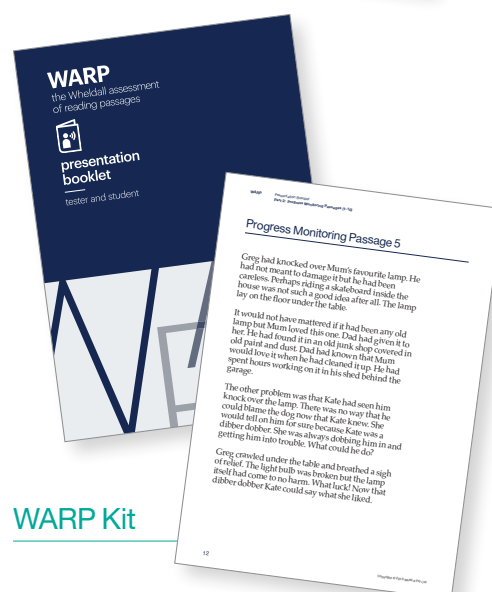 WARP
the Wheldall assessment
of reading passages
presentation
booklet
tester and student
WARP
Progress Monitoring Passage 5
Greg had knocked over Mum's favourite lamp. He
had not meant to damage it but he had been
careless. Perhaps riding a skateboard inside the
house was not such a good idea after all. The lamp
lay on the floor under the table.
It would not have mattered if it had been any old
lamp but Mum loved this one. Dad had given it to
her. He had found it in an old junk shop covered in
old paint and dust. Dad had known that Mum
would love it when he had cleaned it up. He had
spent hours working on it in his shed behind the
garage.
The other problem was that Kate had seen him
knock over the lamp. There was no way that he
could blame the dog now that Kate knew. She
would tell on him for sure because Kate was a
dibber dobber. She was always dobbing him in and
getting him into trouble. What could he do?
Greg crawled under the table and breathed a sigh
of relief. The light bulb was broken but the lamp
itself had come to no harm. What luck! Now that
dibber dobber Kate could say what she liked.
12
WARP Kit